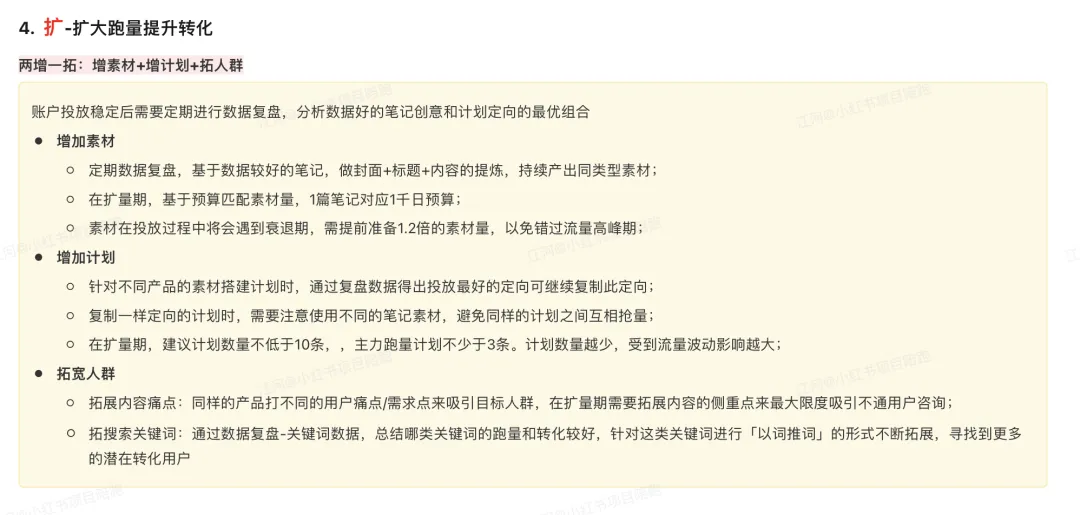 4. 扩-扩大跑量提升转化
两增一拓：增素材+增计划+拓人群
账户投放稳定后需要定期进行数据复盘，分析数据好的笔记创意和计划定向的最优组合
● 增加素材
○ 定期数据复盘，基于数据较好的笔记，做封面+标题+内容的提炼，持续产出同类型素材；
○ 在扩量期，基于预算匹配素材量，1篇笔记对应1千日预算；
○ 素材在投放过程中将会遇到衰退期，需提前准备1.2倍的素材量，以免错过流量高峰期；
● 增加计划
○ 针对不同产品的素材搭建计划时，通过复盘数据得出投放最好的定向可继续复制此定向；
○ 复制一样定向的计划时，需要注意使用不同的笔记素材，避免同样的计划之间互相抢量；
○ 在扩量期，建议计划数量不低于10条，，主力跑量计划不少于3条。计划数量越少，受到流量波动影响越大；
● 拓宽人群
○ 拓展内容痛点：同样的产品打不同的用户痛点/需求点来吸引目标人群，在扩量期需要拓展内容的侧重点来最大限度吸引不通用户咨询；
○ 拓搜索关键词：通过数据复盘-关键词数据，总结哪类关键词的跑量和转化较好，针对这类关键词进行「以词推词」的形式不断拓展，寻找到更多
的潜在转化用户